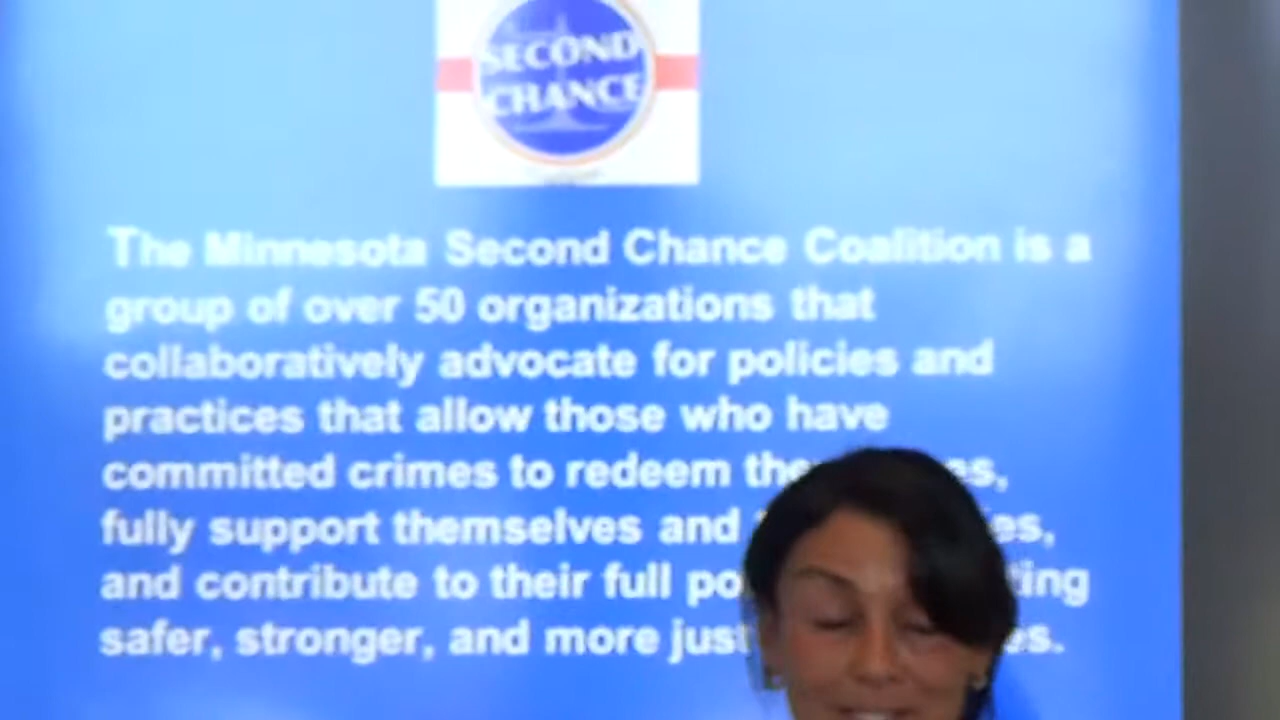 SECOND
CHANCE
The Minnesota Second Chance Coalition is a
group of over 50 organizations that
collaboratively advocate for policies and
practices that allow those who have
committed crimes to redeem
fully support themselves and
and contribute to their full
safer, stronger, and more just